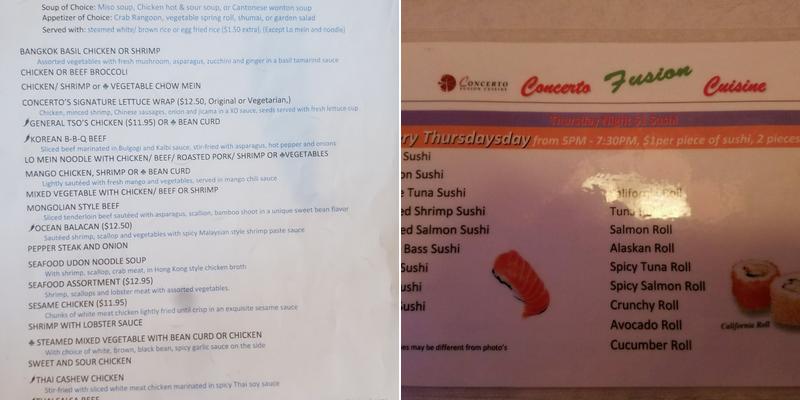 Soup of Choice: Miso soup, Chicken hot & sour soup, or Cantonese wonton soup
Appetizer of Choice: Crab Rangoon, vegetable spring roll, shumai, or garden salad
Served with: steamed white/ brown rice or egg fried rice ($1.50 extra), (Except Lo mein and noodle)
BANGKOK BASIL CHICKEN OR SHRIMP
Assorted vegetables with fresh mushroom, asparagus, zucchini and ginger in a basil tamarind sauce
CHICKEN OR BEEF BROCCOLI
CHICKEN/ SHRIMP or ♣ VEGETABLE CHOW MEIN
CONCERTO'S SIGNATURE LETTUCE WRAP ($12.50, Original or Vegetarian,)
Chicken, minced shrimp, Chinese sausages, onion and jicama in a XO sauce, seeds served with fresh lettuce cup
GENERAL TSO'S CHICKEN ($11.95) OR ♣ BEAN CURD
KOREAN B-B-Q BEEF
Sliced beef marinated in Bulgogi and Kalbi sauce, stir-fried with asparagus, hot pepper and onions
LO MEIN NOODLE WITH CHICKEN/ BEEF/ ROASTED PORK/ SHRIMP OR ♣VEGETABLES
MANGO CHICKEN, SHRIMP OR ♣ BEAN CURD
Lightly sautéed with fresh mango and vegetables, served in mango chili sauce
MIXED VEGETABLE WITH CHICKEN/ BEEF OR SHRIMP
MONGOLIAN STYLE BEEF
Sliced tenderloin beef sautéed with asparagus, scallion, bamboo shoot in a unique sweet bean flavor
OCEAN BALACAN ($12.50)
Sautéed shrimp, scallop and vegetables with spicy Malaysian style shrimp paste sauce
PEPPER STEAK AND ONION
SEAFOOD UDON NOODLE SOUP
With shrimp, scallop, crab meat, in Hong Kong style chicken broth
SEAFOOD ASSORTMENT ($12.95)
Shrimp, scallops and lobster meat with assorted vegetables.
SESAME CHICKEN ($11.95)
Chunks of white meat chicken lightly fried until crisp in an exquisite sesame sauce
SHRIMP WITH LOBSTER SAUCE
♣ STEAMED MIXED VEGETABLE WITH BEAN CURD OR CHICKEN
With choice of white, brown, black bean, spicy garlic sauce on the side
SWEET AND SOUR CHICKEN
THAI CASHEW CHICKEN
Stir-fried with sliced white meat chicken marinated in spicy Thai soy sauce
THAI SALSA BEEF
CONCERTO
FUSION CUISINE
Concerto Fusion Cuisine
Thursday Night $1 Sushi
ry Thursdaysday from 5PM - 7:30PM, $1per piece of sushi, 2 pieces
Sushi
on Sushi
e Tuna Sushi
ed Shrimp Sushi
ed Salmon Sushi
Bass Sushi
Sushi
Sushi
Sushi
es may be different from photo's
California Roll
Tuna
Salmon Roll
Alaskan Roll
Spicy Tuna Roll
Spicy Salmon Roll
Crunchy Roll
Avocado Roll
Cucumber Roll
California Roll